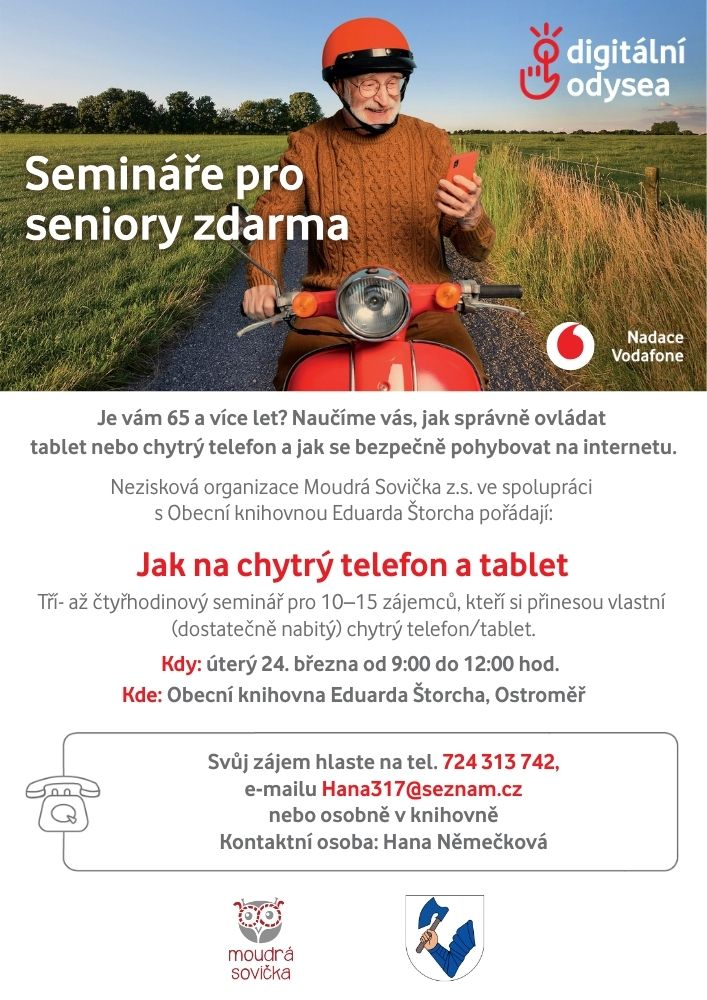 digitální
odysea
Semináře pro
seniory zdarma
Nadace
Vodafone
Je vám 65 a více let? Naučíme vás, jak správně ovládat
tablet nebo chytrý telefon a jak se bezpečně pohybovat na internetu.
Nezisková organizace Moudrá Sovička z.s. ve spolupráci
s Obecní knihovnou Eduarda Štorcha pořádají:
Jak na chytrý telefon a tablet
Tří- až čtyřhodinový seminář pro 10–15 zájemců, kteří si přinesou vlastní
(dostatečně nabitý) chytrý telefon/tablet.
Kdy: úterý 24. března od 9:00 do 12:00 hod.
Kde: Obecní knihovna Eduarda Štorcha, Ostroměř
Svůj zájem hlaste na tel. 724 313 742,
e-mailu Hana317@seznam.cz
nebo osobně v knihovně
Kontaktní osoba: Hana Němečková
moudrá
sovička